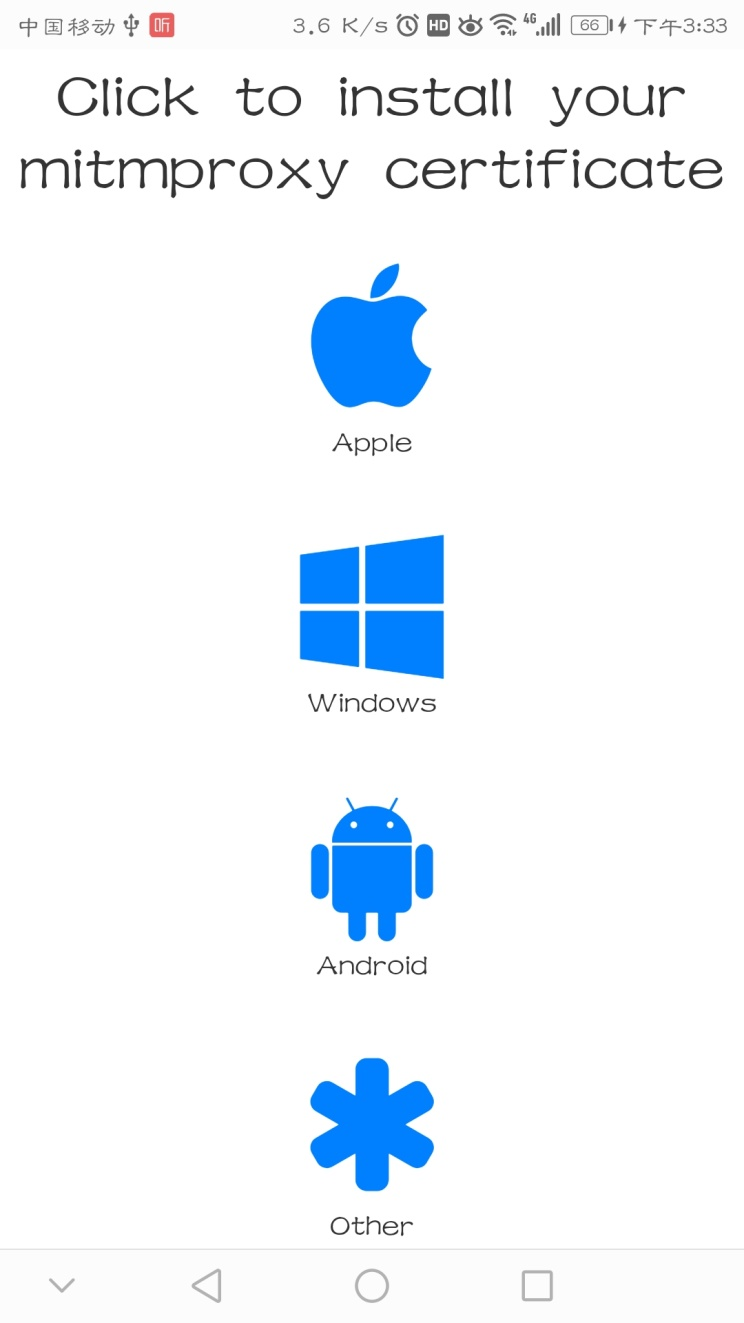 中国移动 听 3.6 K/s HD 4G 66 下午3:33
Click to install your
mitmproxy certificate
Apple
Windows
Android
Other